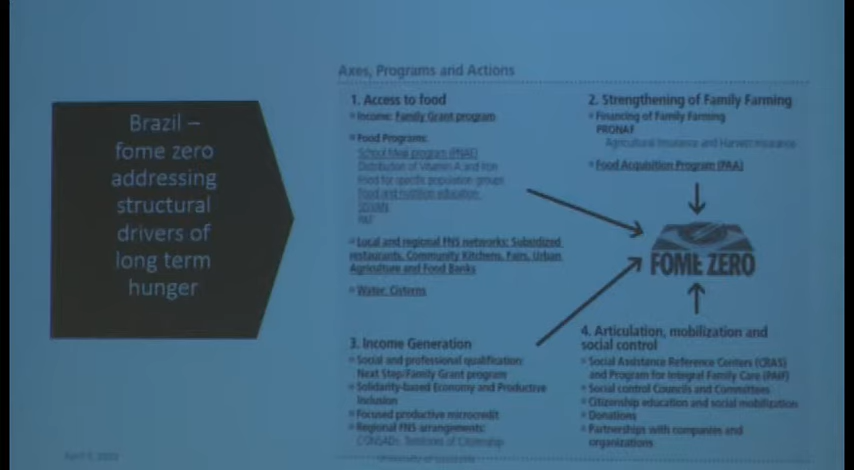 Axes, Programs and Actions
Brazil –
fome zero
addressing
structural
drivers of
long term
hunger
1. Access to food
Income: Family Grant program
Food Programs:
School Meal program (PNAE)
Distribution of Vitamin A and Iron
Food for specific population groups
Food and nutrition education
SISVAN
PAT
Local and regional FNS networks: Subsidized
restaurants, Community Kitchens, Fairs, Urban
Agriculture and Food Banks
Water: Cisterns
2. Strengthening of Family Farming
Financing of Family Farming
PRONAF
Agricultural Insurance and Harvest Insurance
Food Acquisition Program (PAA)
FOME ZERO
3. Income Generation
Social and professional qualification:
Next Step/Family Grant program
Solidarity-based Economy and Productive
Inclusion
Focused productive microcredit
Regional FNS arrangements:
CONSADs, Territories of Citizenship
4. Articulation, mobilization and
social control
Social Assistance Reference Centers (CRAS)
and Program for Integral Family Care (PAIF)
Social control Councils and Committees
Citizenship education and social mobilization
Donations
Partnerships with companies and
organizations
April
University of